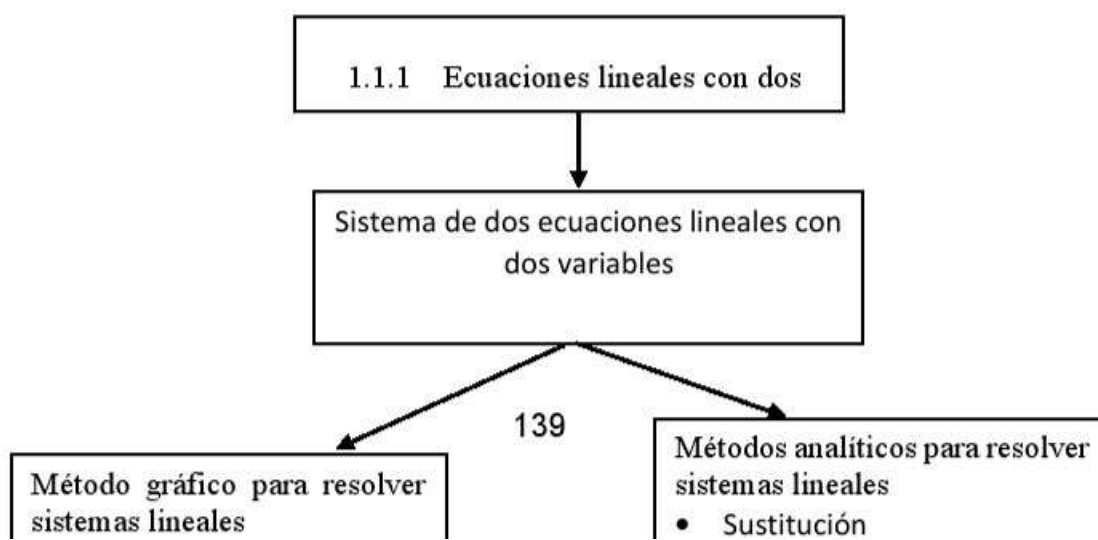 1.1.1 Ecuaciones lineales con dos
Sistema de dos ecuaciones lineales con
dos variables
139
Método gráfico para resolver
sistemas lineales
Métodos analíticos para resolver
sistemas lineales
• Sustitución